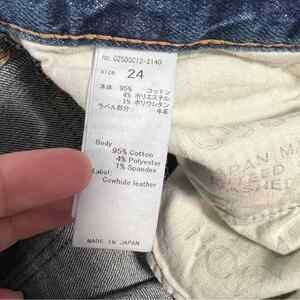 no. 02500C12-2140
SIZE 24
本体 95% コットン
4% ポリエステル
1% ポリウレタン
ラベル部分 牛革
Body
95% Cotton
4% Polyester
1% Spandex
Label
Cowhide leather
MADE IN JAPAN